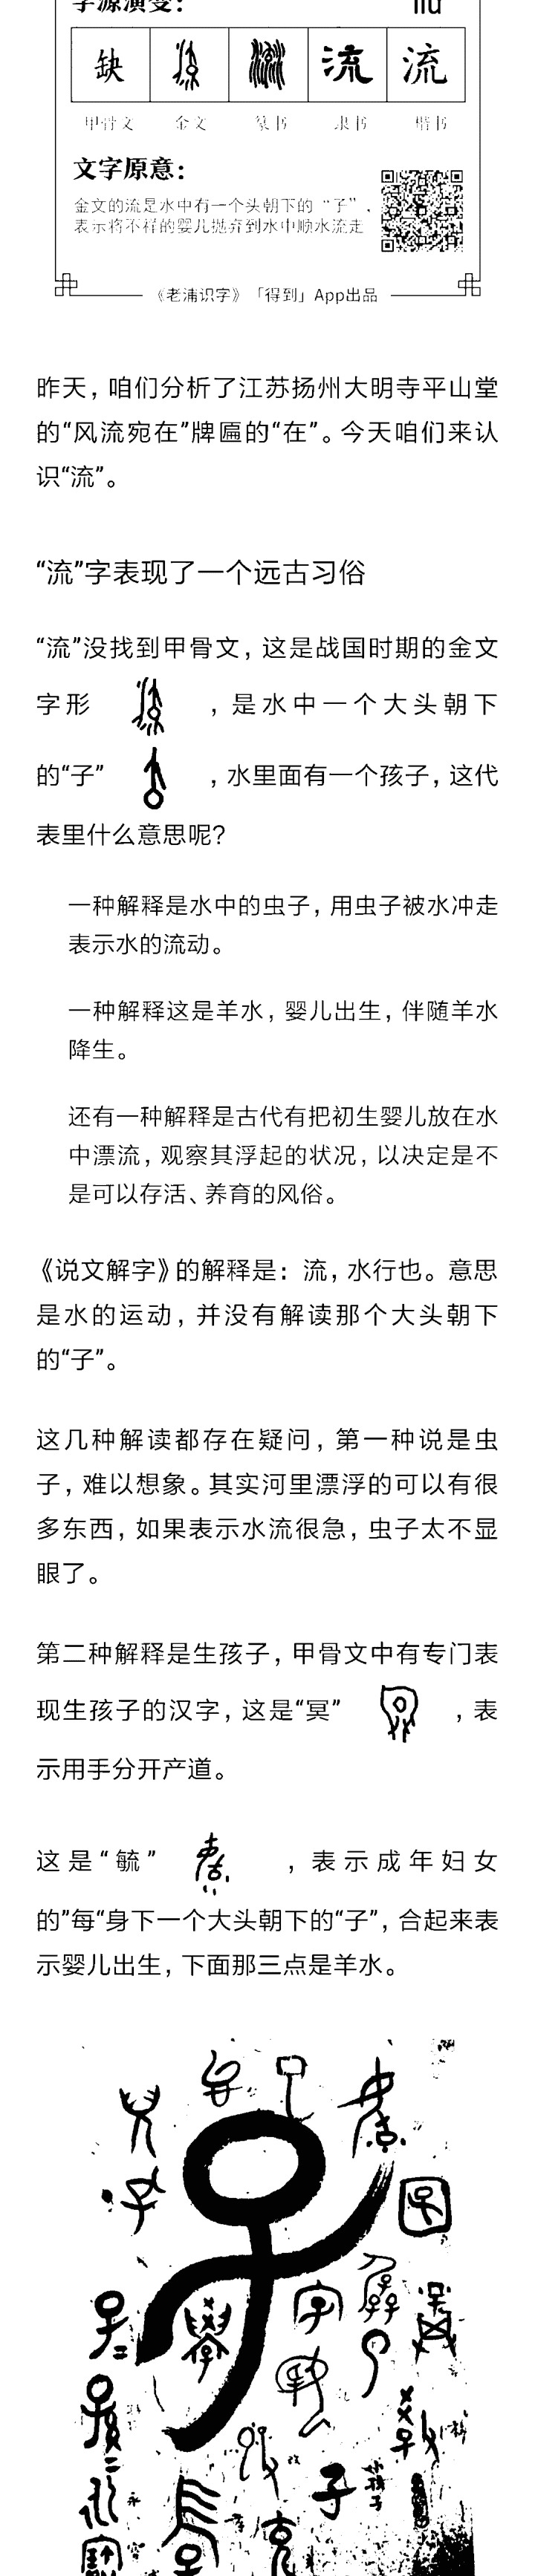 字源演变：
liú
缺
流 流
甲骨文 金文 篆书 隶书 楷书
文字原意：
金文的流是水中有一个头朝下的“子”，
表示将不祥的婴儿抛弃到水中顺水流走
《老浦识字》「得到」App出品
昨天，咱们分析了江苏扬州大明寺平山堂
的“风流宛在”牌匾的“在”。今天咱们来认
识“流”。
“流”字表现了一个远古习俗
“流”没找到甲骨文，这是战国时期的金文
字形 ，是水中一个大头朝下
的“子” ，水里面有一个孩子，这代
表里什么意思呢？
一种解释是水中的虫子，用虫子被水冲走
表示水的流动。
一种解释这是羊水，婴儿出生，伴随羊水
降生。
还有一种解释是古代有把初生婴儿放在水
中漂流，观察其浮起的状况，以决定是不
是可以存活、养育的风俗。
《说文解字》的解释是：流，水行也。意思
是水的运动，并没有解读那个大头朝下
的“子”。
这几种解读都存在疑问，第一种说是虫
子，难以想象。其实河里漂浮的可以有很
多东西，如果表示水流很急，虫子太不显
眼了。
第二种解释是生孩子，甲骨文中有专门表
现生孩子的汉字，这是“冥” ，表
示用手分开产道。
这是“毓” ，表示成年妇女
的”每“身下一个大头朝下的“子”，合起来表
示婴儿出生，下面那三点是羊水。
子